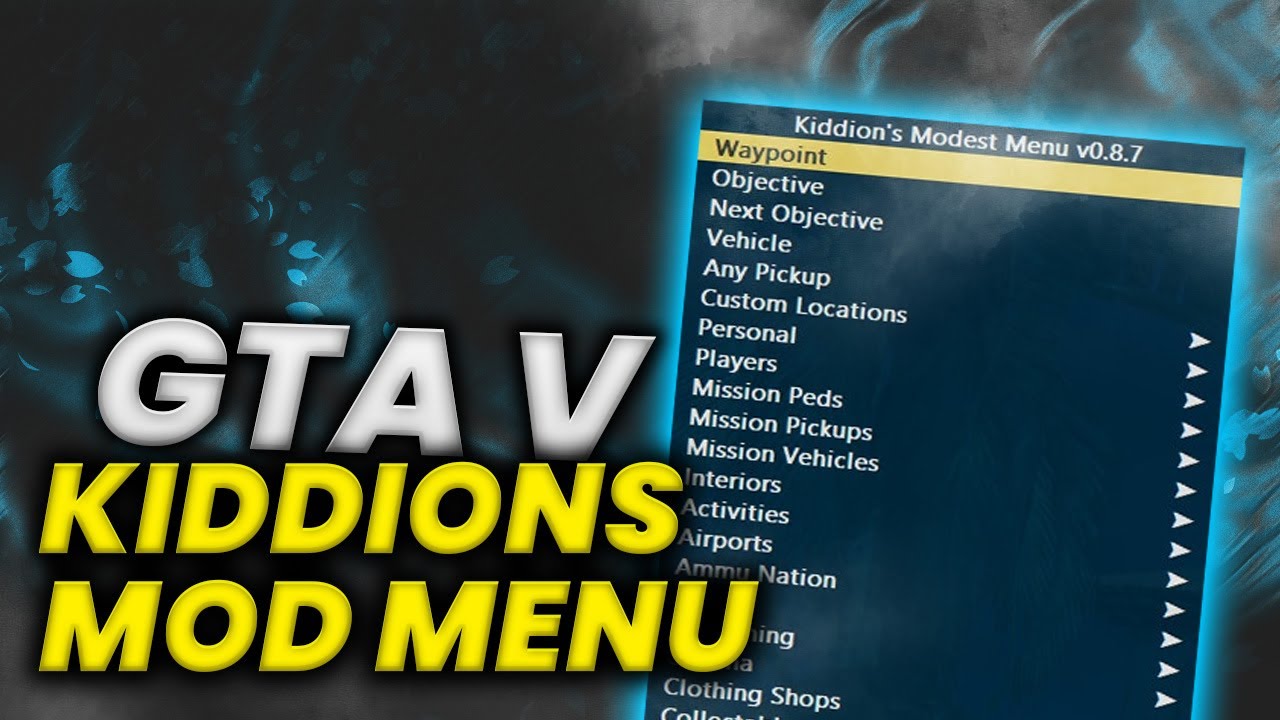 GTA V
KIDDIONS
MOD MENU
Kiddion's Modest Menu v0.8.7
Waypoint
Objective
Next Objective
Vehicle
Any Pickup
Custom Locations
Personal
Players
Mission Peds
Mission Pickups
Mission Vehicles
Interiors
Activities
Airports
Ammu Nation
Clothing Shops